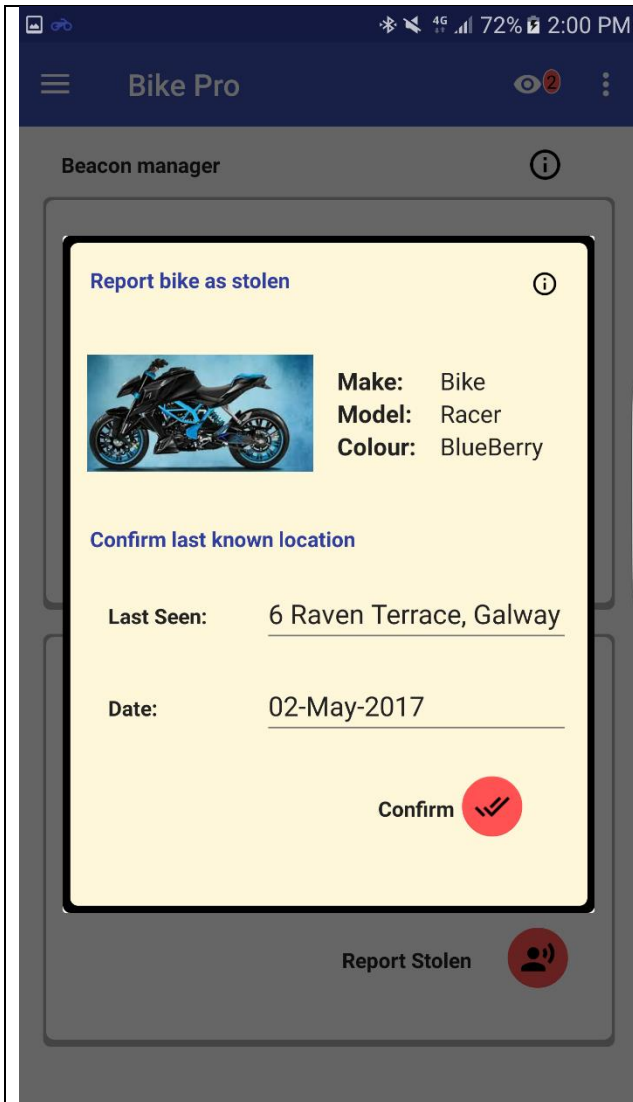 4G 72% 2:00 PM
Bike Pro 2
Beacon manager
Report bike as stolen
Make: Bike
Model: Racer
Colour: BlueBerry
Confirm last known location
Last Seen: 6 Raven Terrace, Galway
Date: 02-May-2017
Confirm
Report Stolen